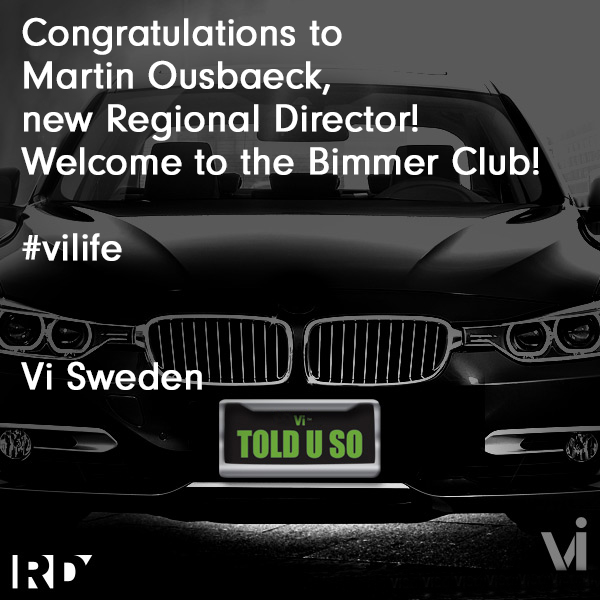 Congratulations to
Martin Ousbaeck,
new Regional Director!
Welcome to the Bimmer Club!
#vilife
Vi Sweden
Vi™
TOLD U SO
RD
Vi